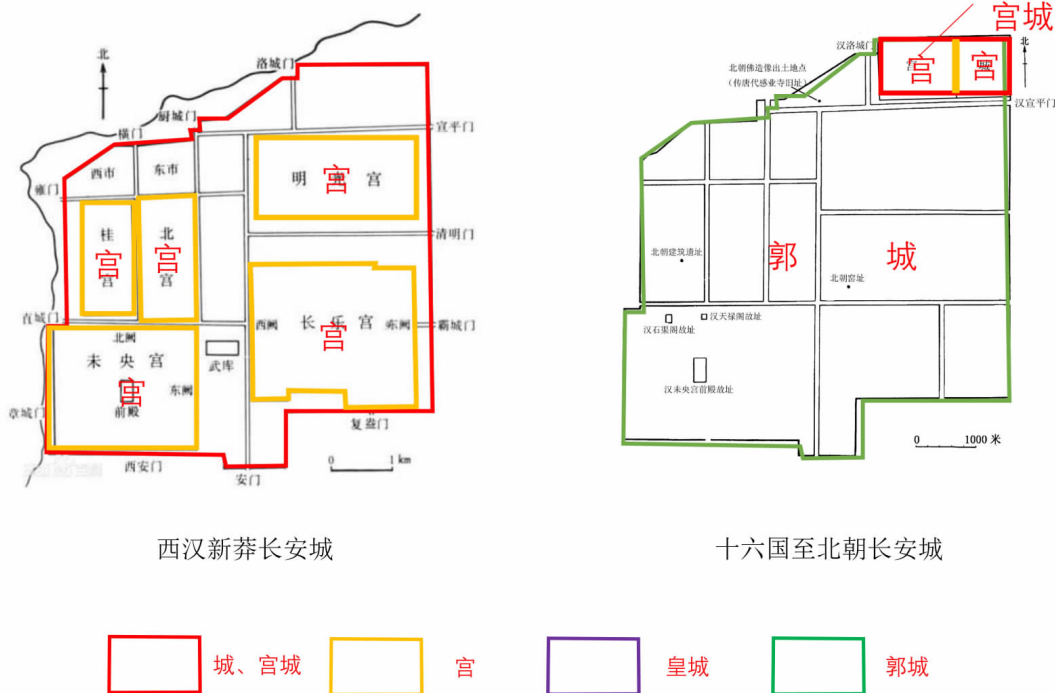 宫城
北
洛城门
厨城门
横门
宣平门
西市
东市
雍门
明光宫
宫
清明门
桂宫
宫
北宫
宫
直城门
西阙
长乐宫
东阙
霸城门
宫
北阙
未央宫
宫
东阙
前殿
武库
章城门
复盎门
西安门
安门
0 1 km
汉洛城门
北
宫城
宫
宫
北朝佛造像出土地点
(传唐代感业寺旧址)
汉宣平门
郭城
北朝建筑遗址
北朝窑址
汉石渠阁故址
汉天禄阁故址
汉未央宫前殿故址
0 1000 米
西汉新莽长安城
十六国至北朝长安城
城、宫城
宫
皇城
郭城